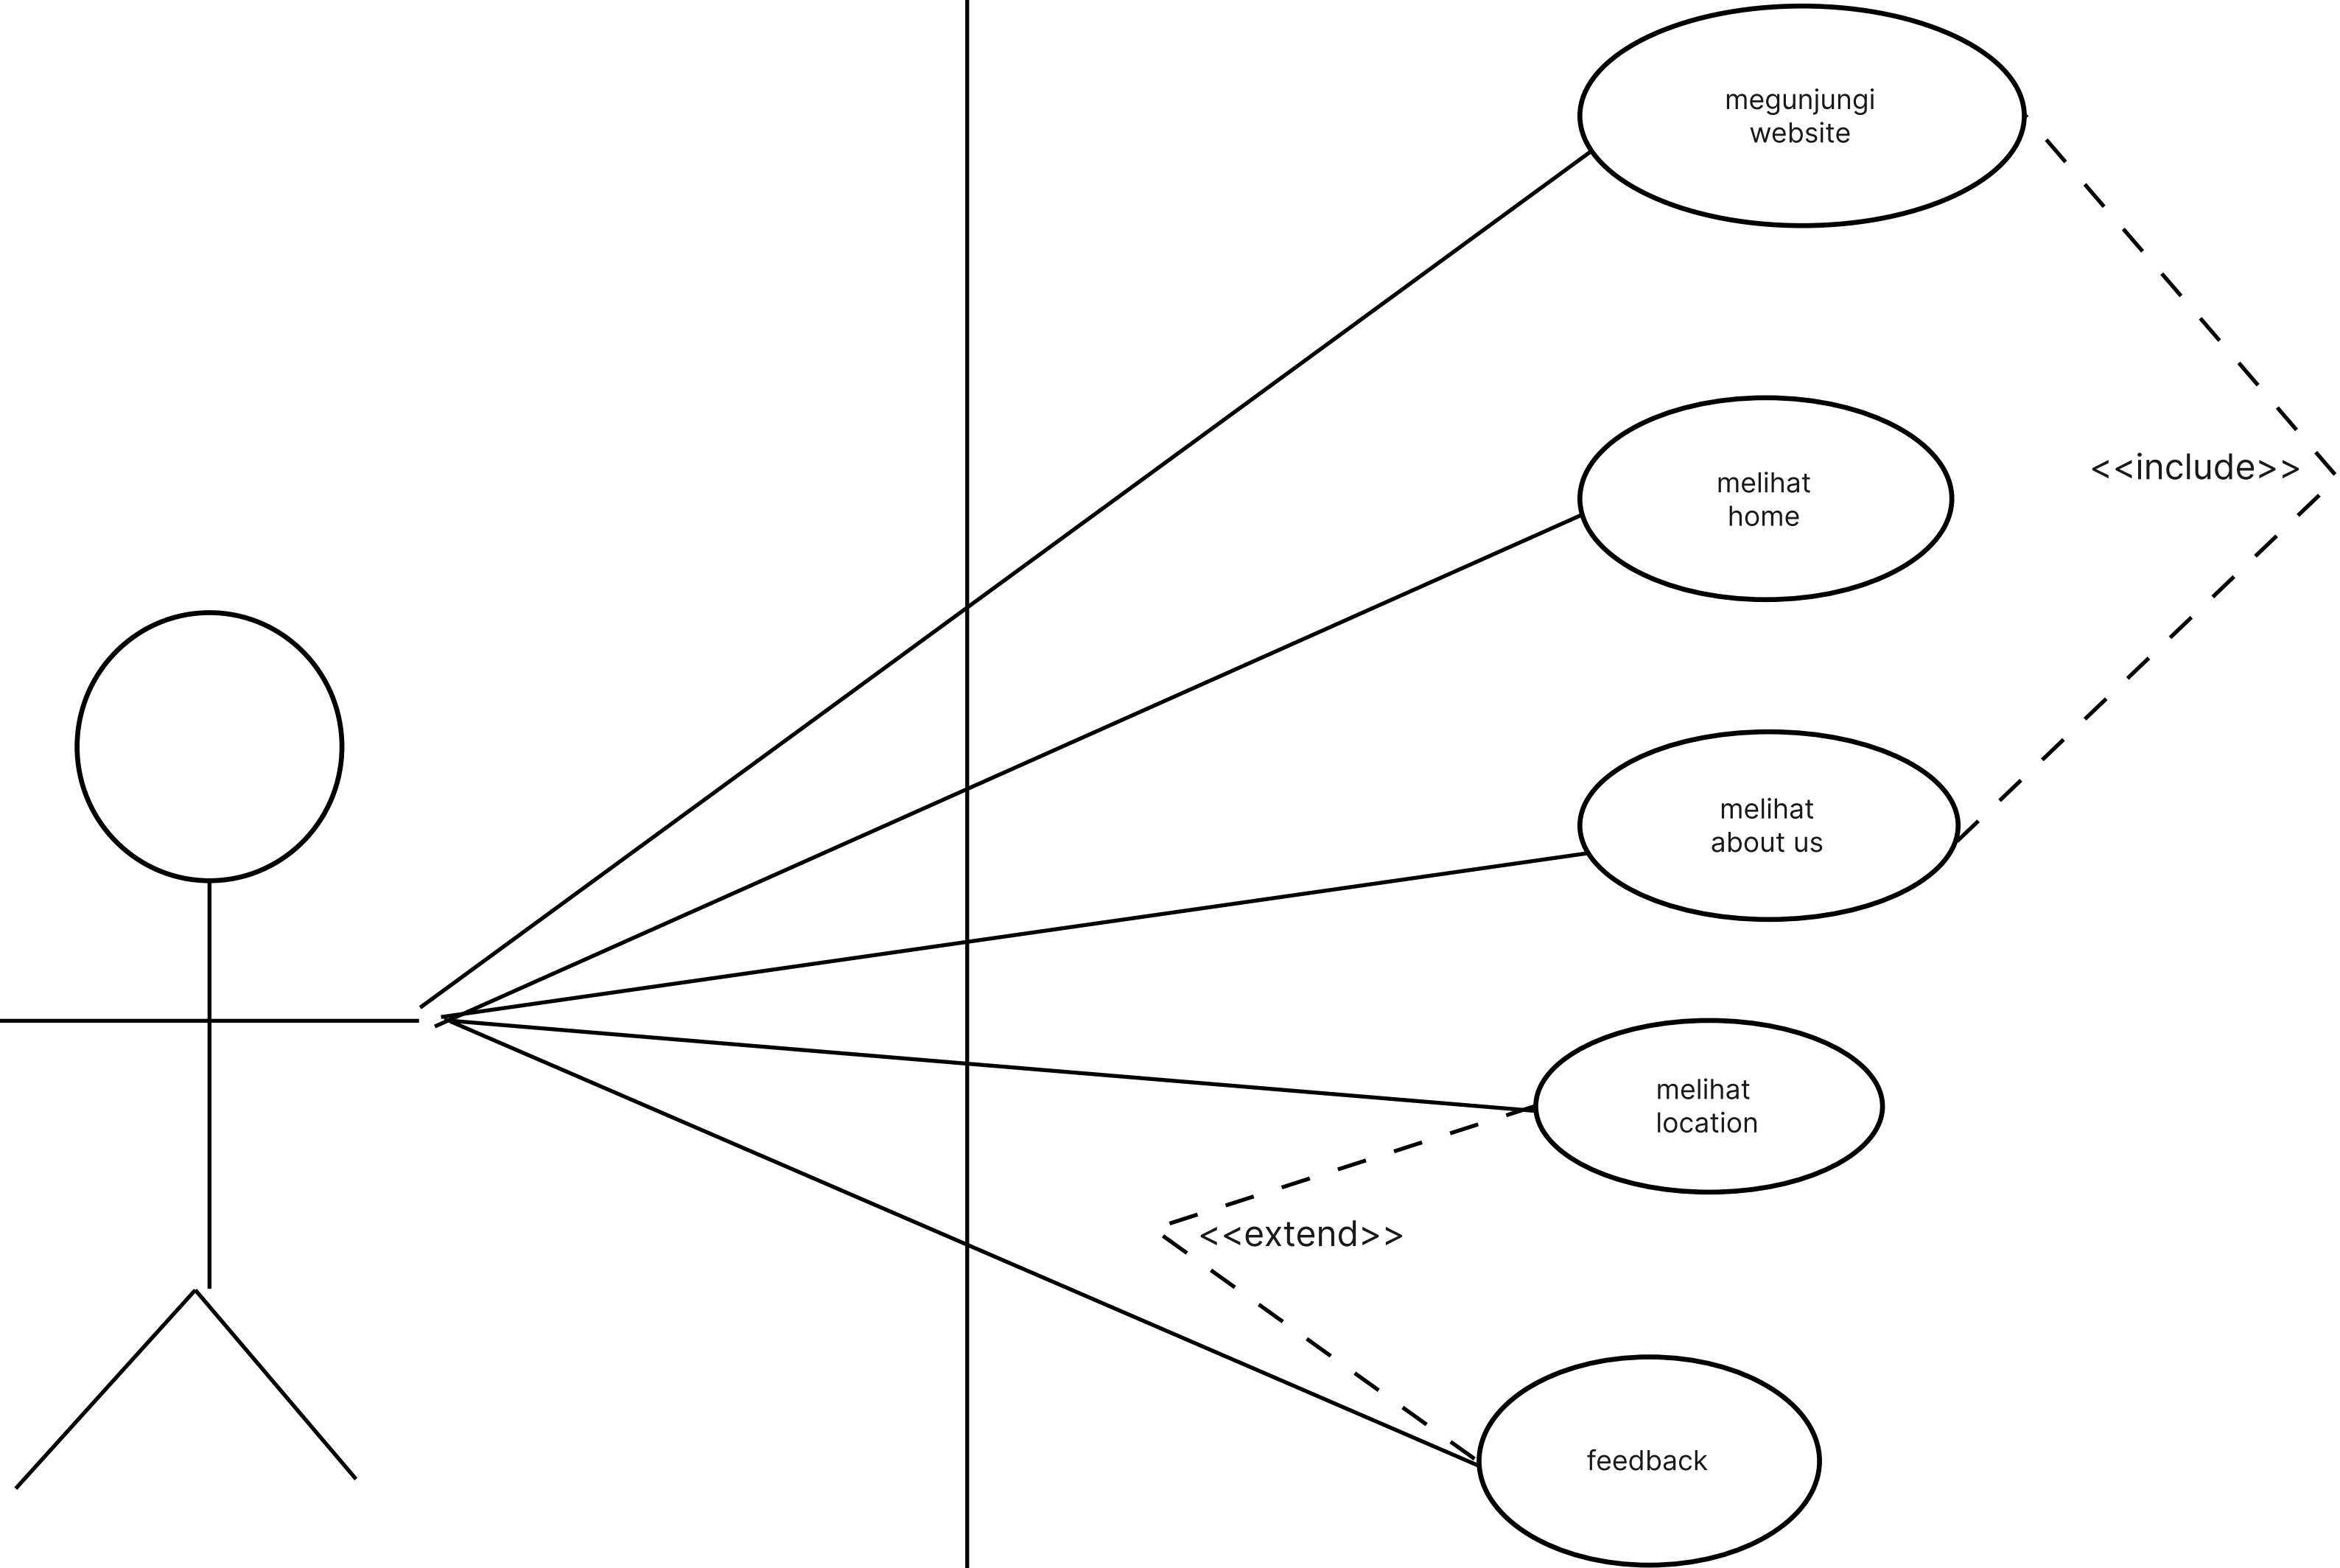 megunjungi
website
melihat
home
<<include>>
melihat
about us
melihat
location
<<extend>>
feedback